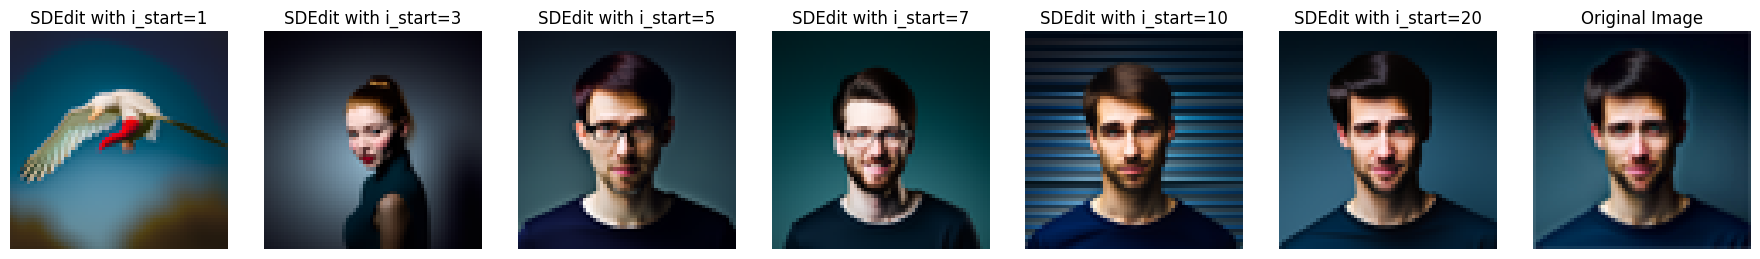 SDEdit with i_start=1
SDEdit with i_start=3
SDEdit with i_start=5
SDEdit with i_start=7
SDEdit with i_start=10
SDEdit with i_start=20
Original Image